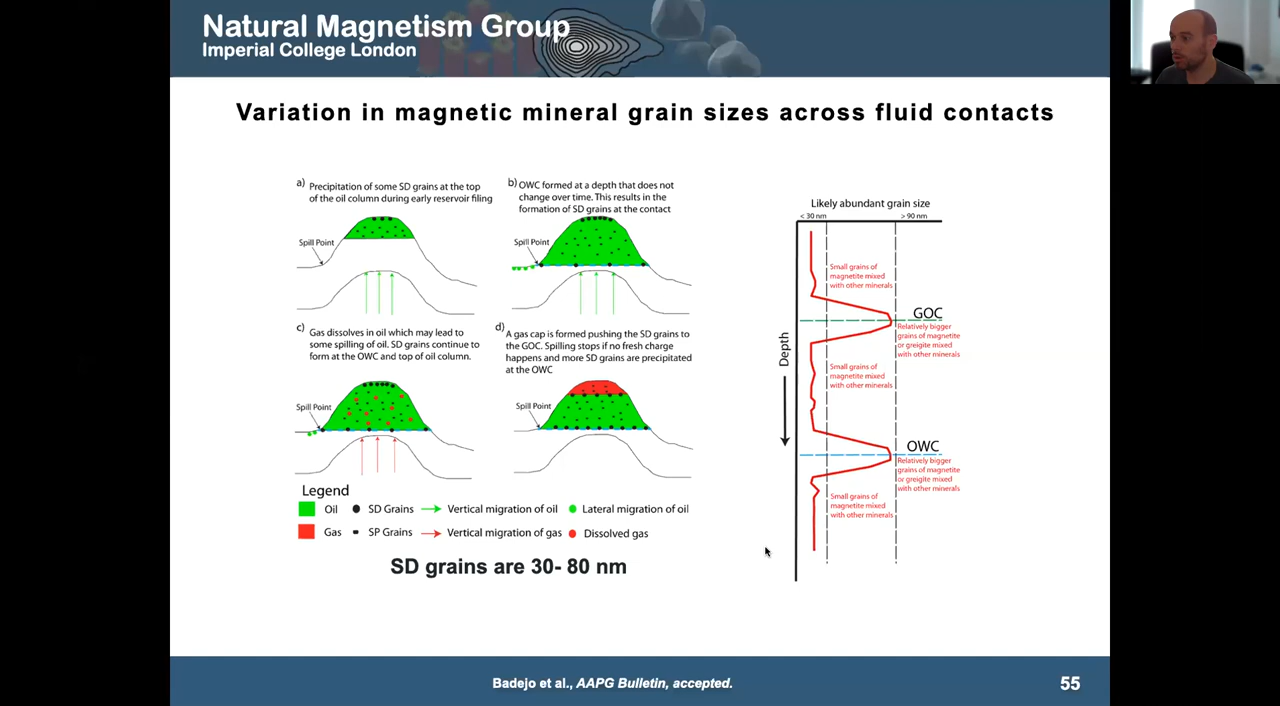 Natural Magnetism Group
Imperial College London
Variation in magnetic mineral grain sizes across fluid contacts
a) Precipitation of some SD grains at the top
of the oil column during early reservoir filing
Spill Point
b) OWC formed at a depth that does not
change over time. This results in the
formation of SD grains at the contact
Spill Point
c) Gas dissolves in oil which may lead to
some spilling of oil. SD grains continue to
form at the OWC and top of oil column.
Spill Point
d) A gas cap is formed pushing the SD grains to
the GOC. Spilling stops if no fresh charge
happens and more SD grains are precipitated
at the OWC
Spill Point
Legend
Oil SD Grains Vertical migration of oil Lateral migration of oil
Gas SP Grains Vertical migration of gas Dissolved gas
SD grains are 30- 80 nm
Likely abundant grain size
< 30 nm > 90 nm
Small grains of
magnetite mixed
with other minerals
GOC
Relatively bigger
grains of magnetite
or greigite mixed
with other minerals
Depth
Small grains of
magnetite mixed
with other minerals
OWC
Relatively bigger
grains of magnetite
or greigite mixed
with other minerals
Small grains of
magnetite mixed
with other minerals
Badejo et al., AAPG Bulletin, accepted.
55